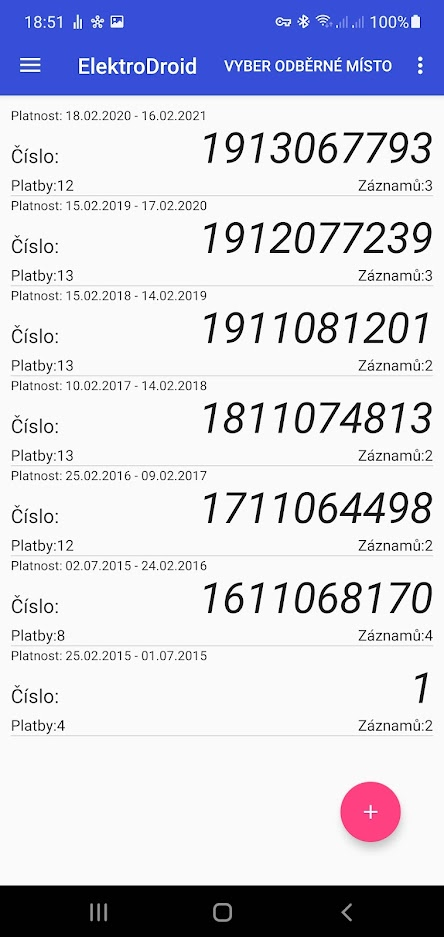 18:51 100%
ElektroDroid VYBER ODBĚRNÉ MÍSTO
Platnost: 18.02.2020 - 16.02.2021
Číslo: 1913067793
Platby:12 Záznamů:3
Platnost: 15.02.2019 - 17.02.2020
Číslo: 1912077239
Platby:13 Záznamů:3
Platnost: 15.02.2018 - 14.02.2019
Číslo: 1911081201
Platby:13 Záznamů:2
Platnost: 10.02.2017 - 14.02.2018
Číslo: 1811074813
Platby:13 Záznamů:2
Platnost: 25.02.2016 - 09.02.2017
Číslo: 1711064498
Platby:12 Záznamů:2
Platnost: 02.07.2015 - 24.02.2016
Číslo: 1611068170
Platby:8 Záznamů:4
Platnost: 25.02.2015 - 01.07.2015
Číslo: 1
Platby:4 Záznamů:2
+